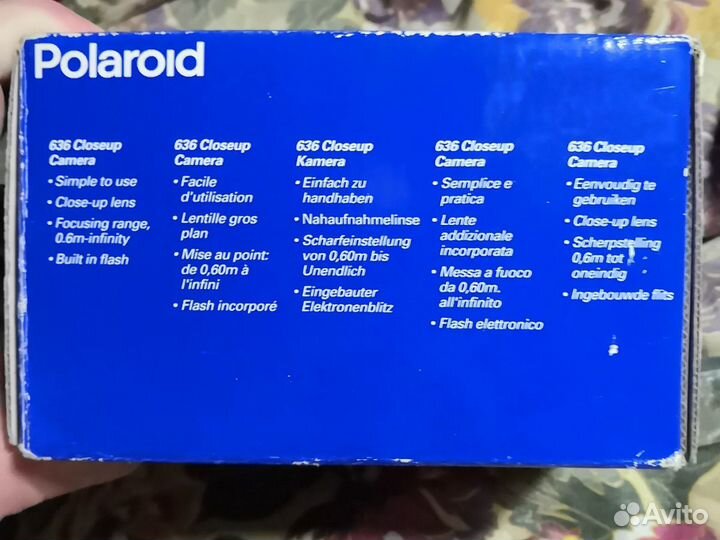 Polaroid
636 Closeup
Camera
• Simple to use
• Close-up lens
• Focusing range,
0.6m-infinity
• Built in flash
636 Closeup
Camera
• Facile
d'utilisation
• Lentille gros
plan
• Mise au point:
de 0,60m à
l'infini
• Flash incorporé
636 Closeup
Kamera
• Einfach zu
handhaben
• Nahaufnahmelinse
• Scharfeinstellung
von 0,60m bis
Unendlich
• Eingebauter
Elektronenblitz
636 Closeup
Camera
• Semplice e
pratica
• Lente
addizionale
incorporata
• Messa a fuoco
da 0,60m.
all'infinito
• Flash elettronico
636 Closeup
Camera
• Eenvoudig te
gebruiken
• Close-up lens
• Scherpstelling
0,6m tot
oneindig
• Ingebouwde flits
Avito